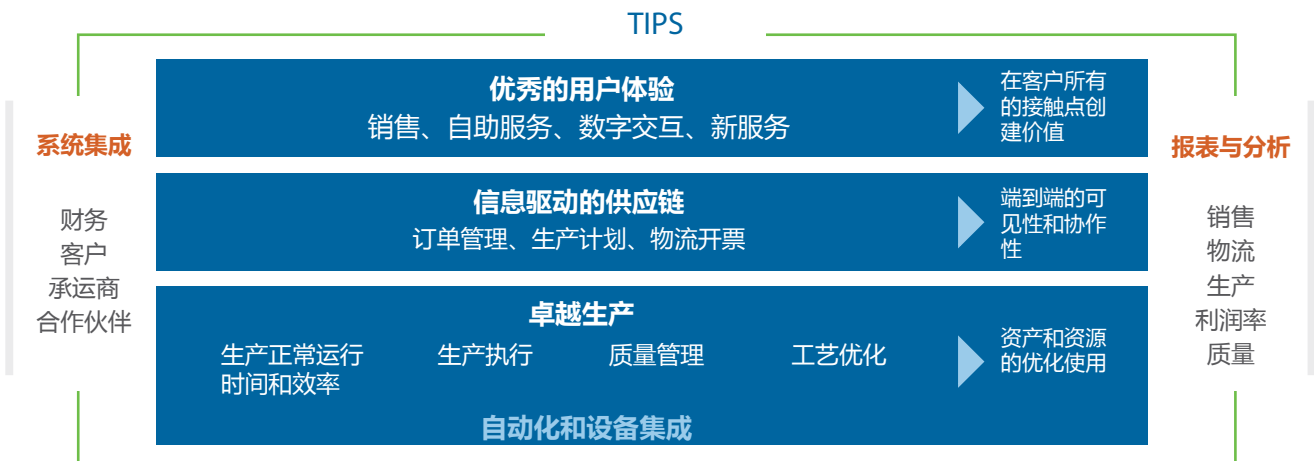 TIPS
系统集成
财务
客户
承运商
合作伙伴
优秀的用户体验
销售、自助服务、数字交互、新服务
在客户所有
的接触点创
建价值
信息驱动的供应链
订单管理、生产计划、物流开票
端到端的可
见性和协作
性
卓越生产
生产正常运行
时间和效率
生产执行
质量管理
工艺优化
资产和资源
的优化使用
自动化和设备集成
报表与分析
销售
物流
生产
利润率
质量